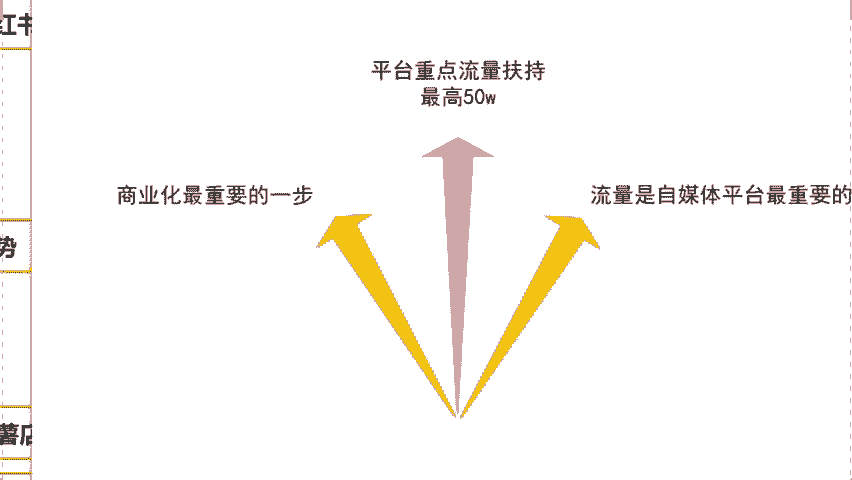 红书
平台重点流量扶持
最高50w
商业化最重要的一步
流量是自媒体平台最重要的
势
薯店